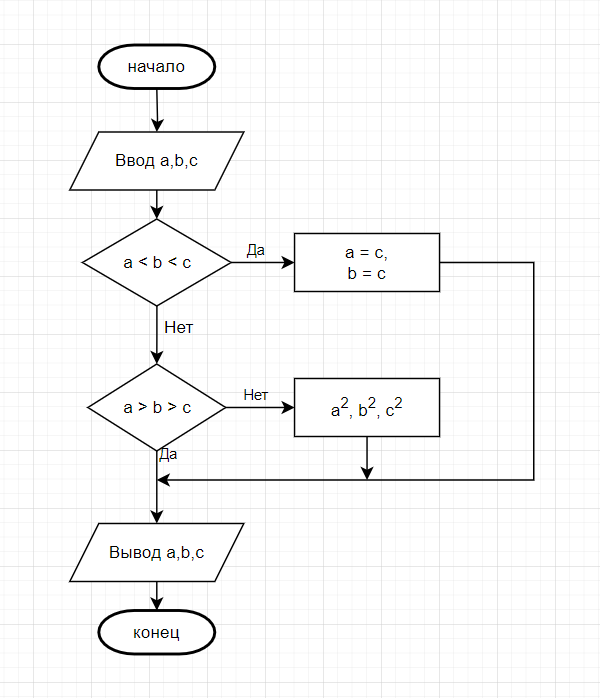 начало
Ввод a,b,c
a < b < c
Да
a = c,
b = c
Нет
a > b > c
Нет
a², b², c²
Да
Вывод a,b,c
конец